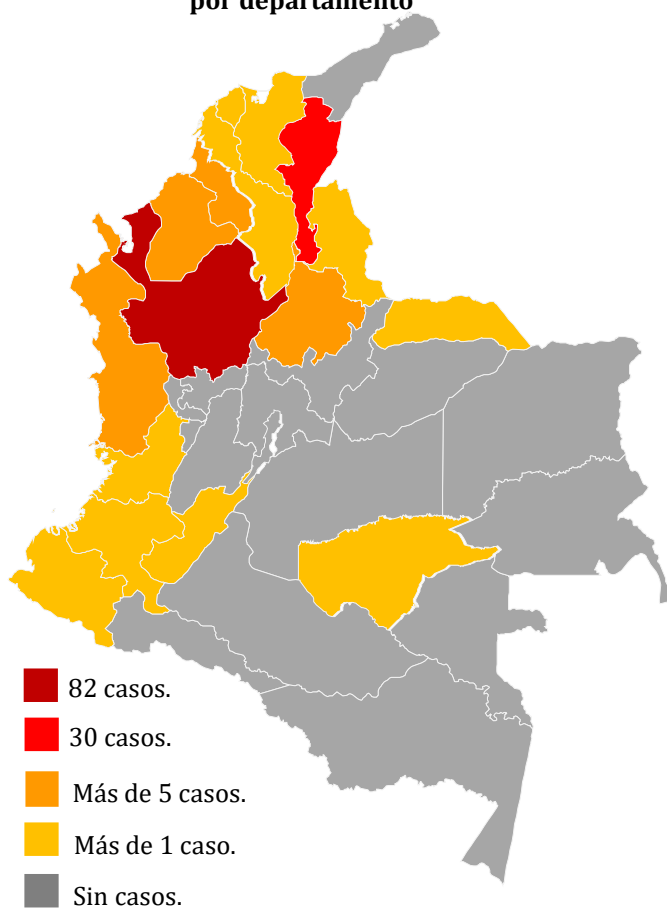 por departamento
82 casos.
30 casos.
Más de 5 casos.
Más de 1 caso.
Sin casos.